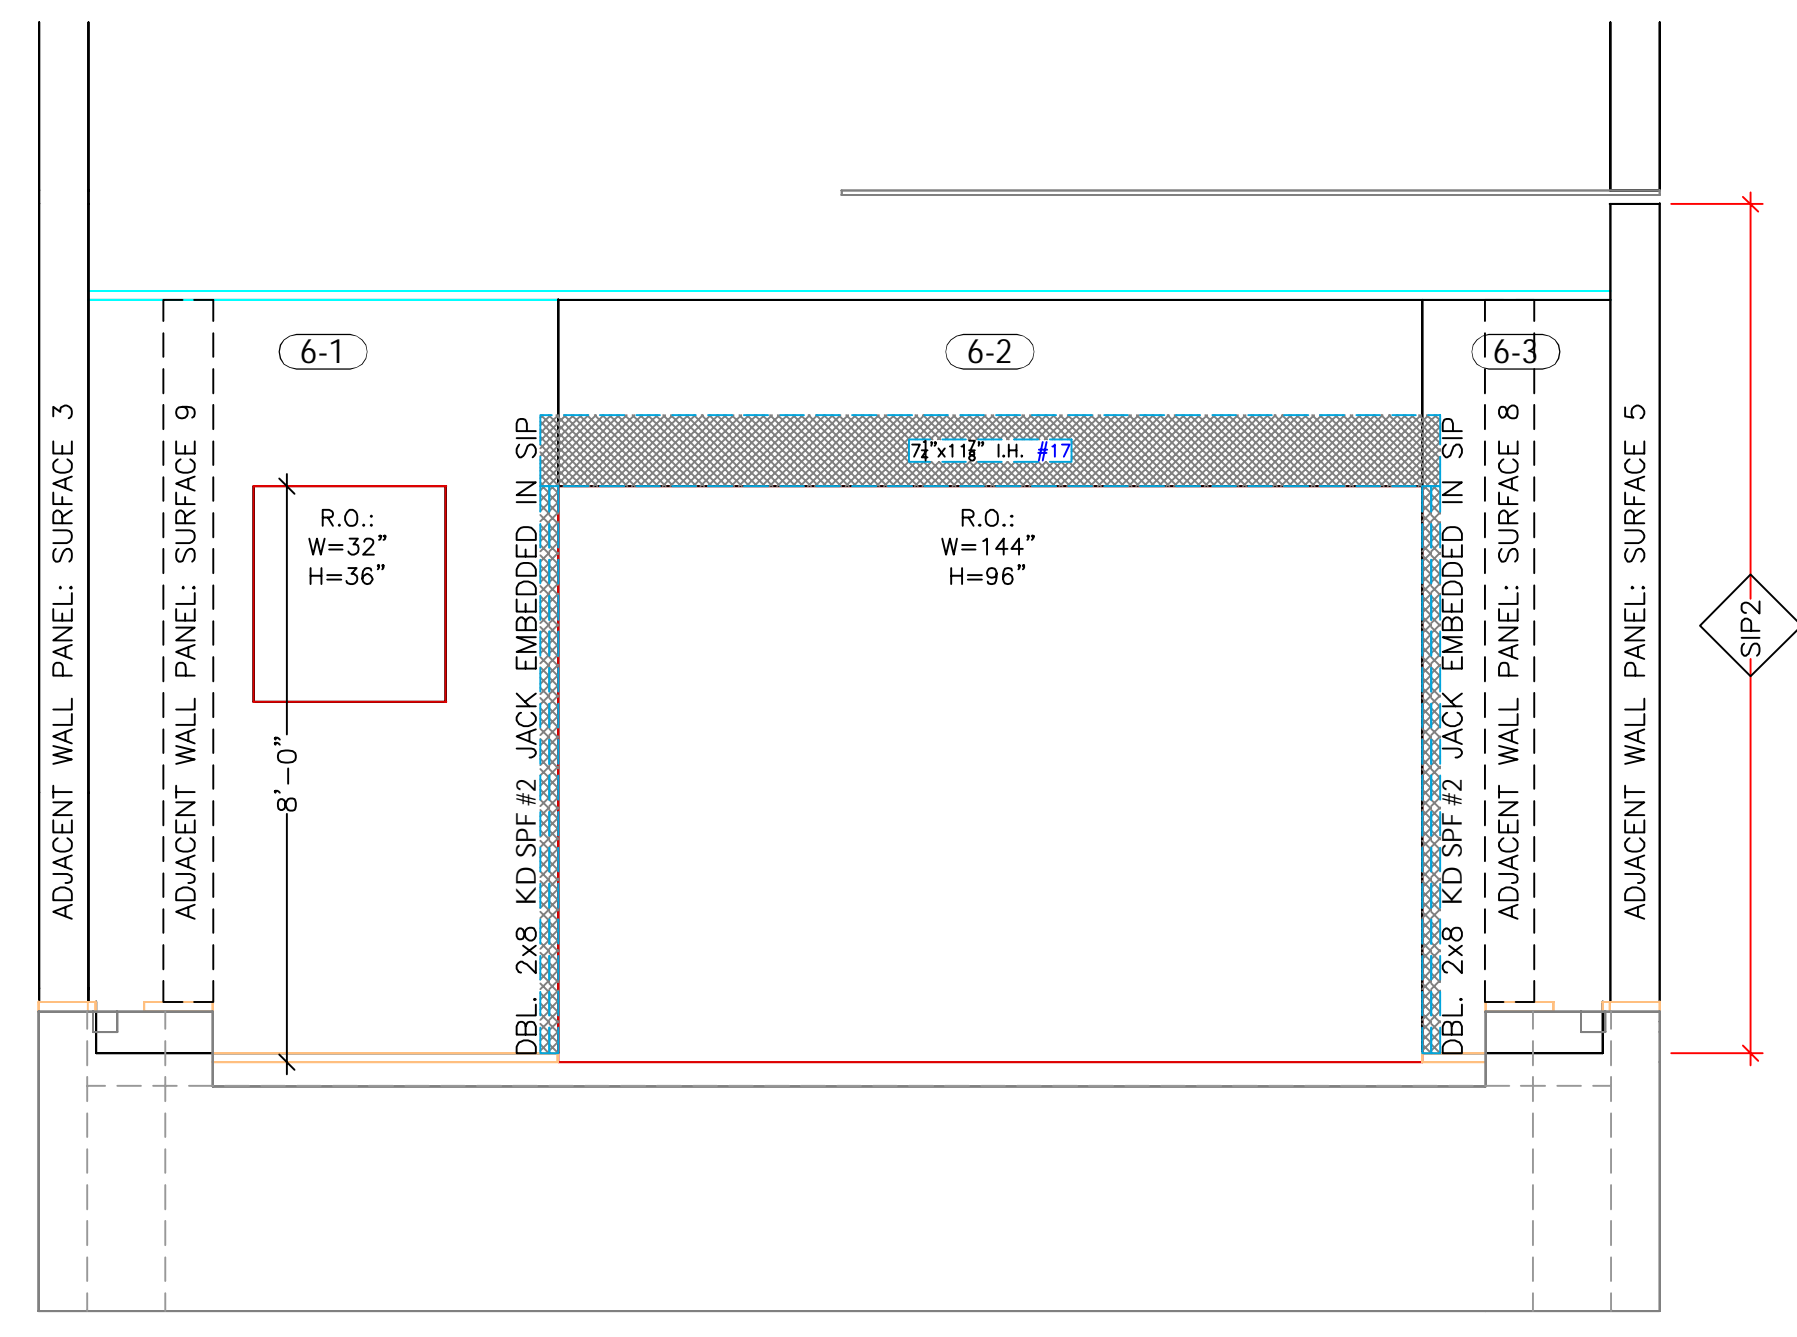 6-1
6-2
6-3
7¼"x11⅞" I.H. #17
R.O.:
W=32"
H=36"
R.O.:
W=144"
H=96"
8'-0"
ADJACENT WALL PANEL: SURFACE 3
ADJACENT WALL PANEL: SURFACE 9
DBL. 2x8 KD SPF #2 JACK EMBEDDED IN SIP
DBL. 2x8 KD SPF #2 JACK EMBEDDED IN SIP
ADJACENT WALL PANEL: SURFACE 8
ADJACENT WALL PANEL: SURFACE 5
SIP2